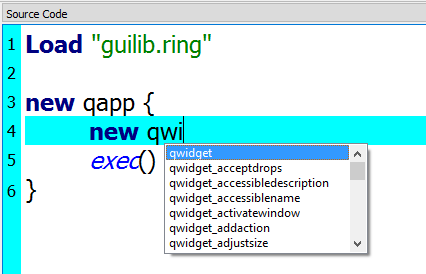 Source Code
1 Load "guilib.ring"
2
3 new qapp {
4 new qwi
5 exec()
6 }
qwidget
qwidget_acceptdrops
qwidget_accessibledescription
qwidget_accessiblename
qwidget_activatewindow
qwidget_addaction
qwidget_adjustsize